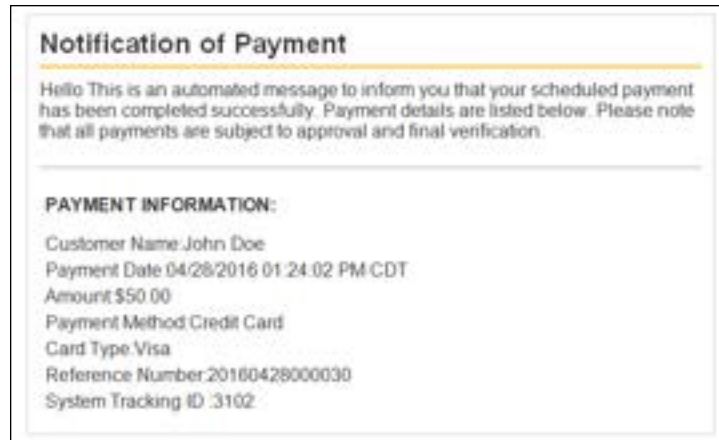 Notification of Payment
Hello This is an automated message to inform you that your scheduled payment
has been completed successfully. Payment details are listed below. Please note
that all payments are subject to approval and final verification.
PAYMENT INFORMATION:
Customer Name:John Doe
Payment Date:04/28/2016 01:24:02 PM CDT
Amount:$50.00
Payment Method:Credit Card
Card Type:Visa
Reference Number:20160428000030
System Tracking ID :3102